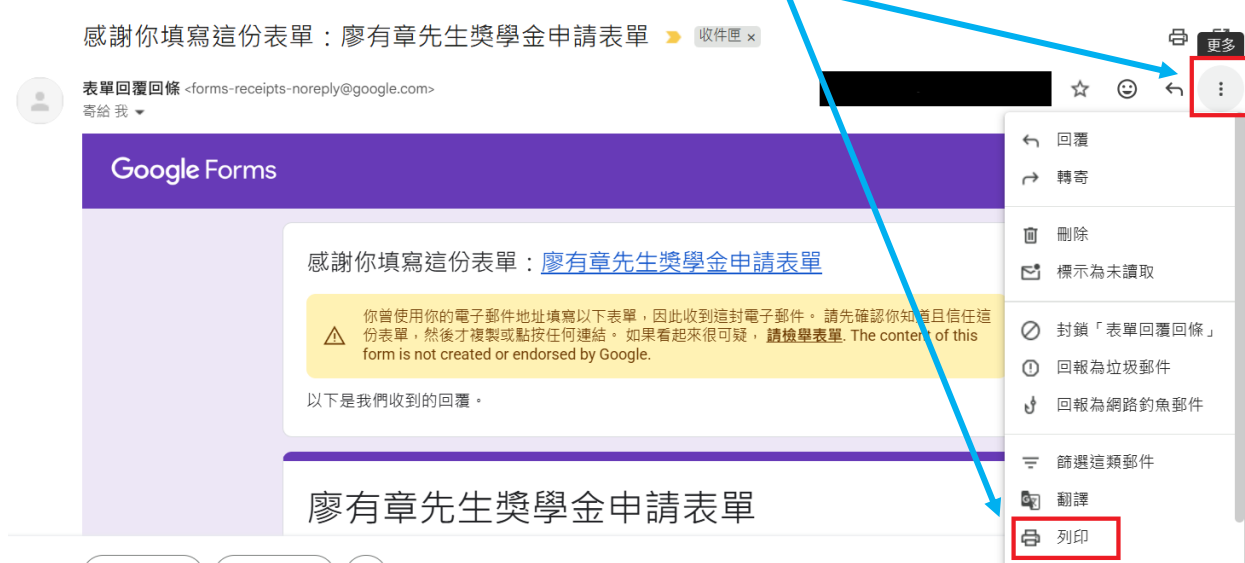 感謝你填寫這份表單：廖有章先生獎學金申請表單 收件匣 ×
更多
表單回覆回條 <forms-receipts-noreply@google.com>
寄給 我
Google Forms
感謝你填寫這份表單：廖有章先生獎學金申請表單
你曾使用你的電子郵件地址填寫以下表單，因此收到這封電子郵件。請先確認你知道且信任這
份表單，然後才複製或點按任何連結。如果看起來很可疑，請檢舉表單. The content of this
form is not created or endorsed by Google.
以下是我們收到的回覆。
廖有章先生獎學金申請表單
回覆
轉寄
刪除
標示為未讀取
封鎖「表單回覆回條」
回報為垃圾郵件
回報為網路釣魚郵件
篩選這類郵件
翻譯
列印